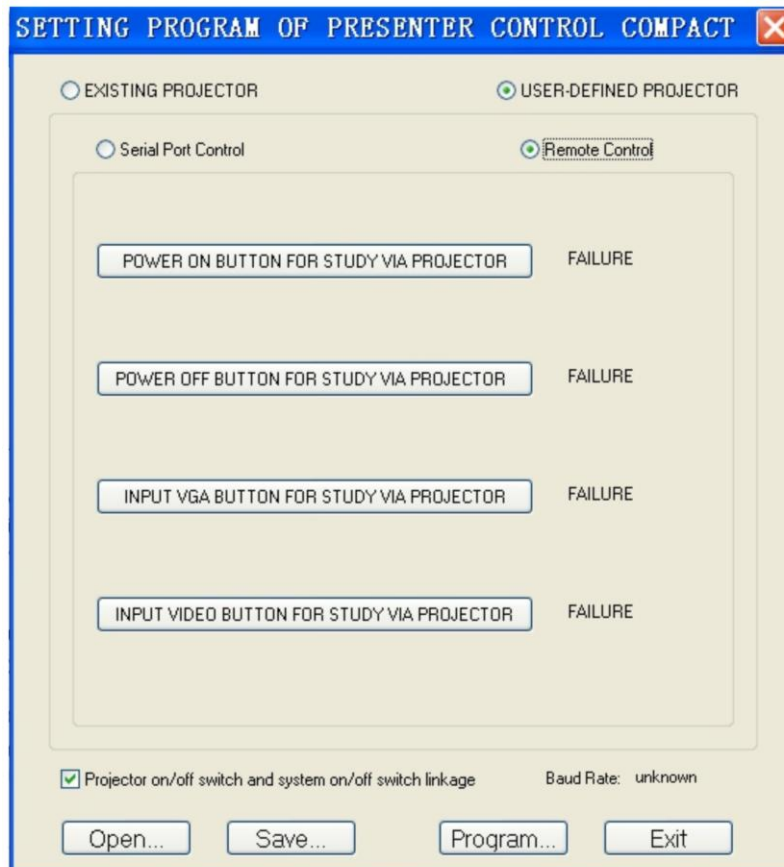 SETTING PROGRAM OF PRESENTER CONTROL COMPACT
EXISTING PROJECTOR USER-DEFINED PROJECTOR
Serial Port Control Remote Control
POWER ON BUTTON FOR STUDY VIA PROJECTOR FAILURE
POWER OFF BUTTON FOR STUDY VIA PROJECTOR FAILURE
INPUT VGA BUTTON FOR STUDY VIA PROJECTOR FAILURE
INPUT VIDEO BUTTON FOR STUDY VIA PROJECTOR FAILURE
Projector on/off switch and system on/off switch linkage Baud Rate: unknown
Open... Save... Program... Exit